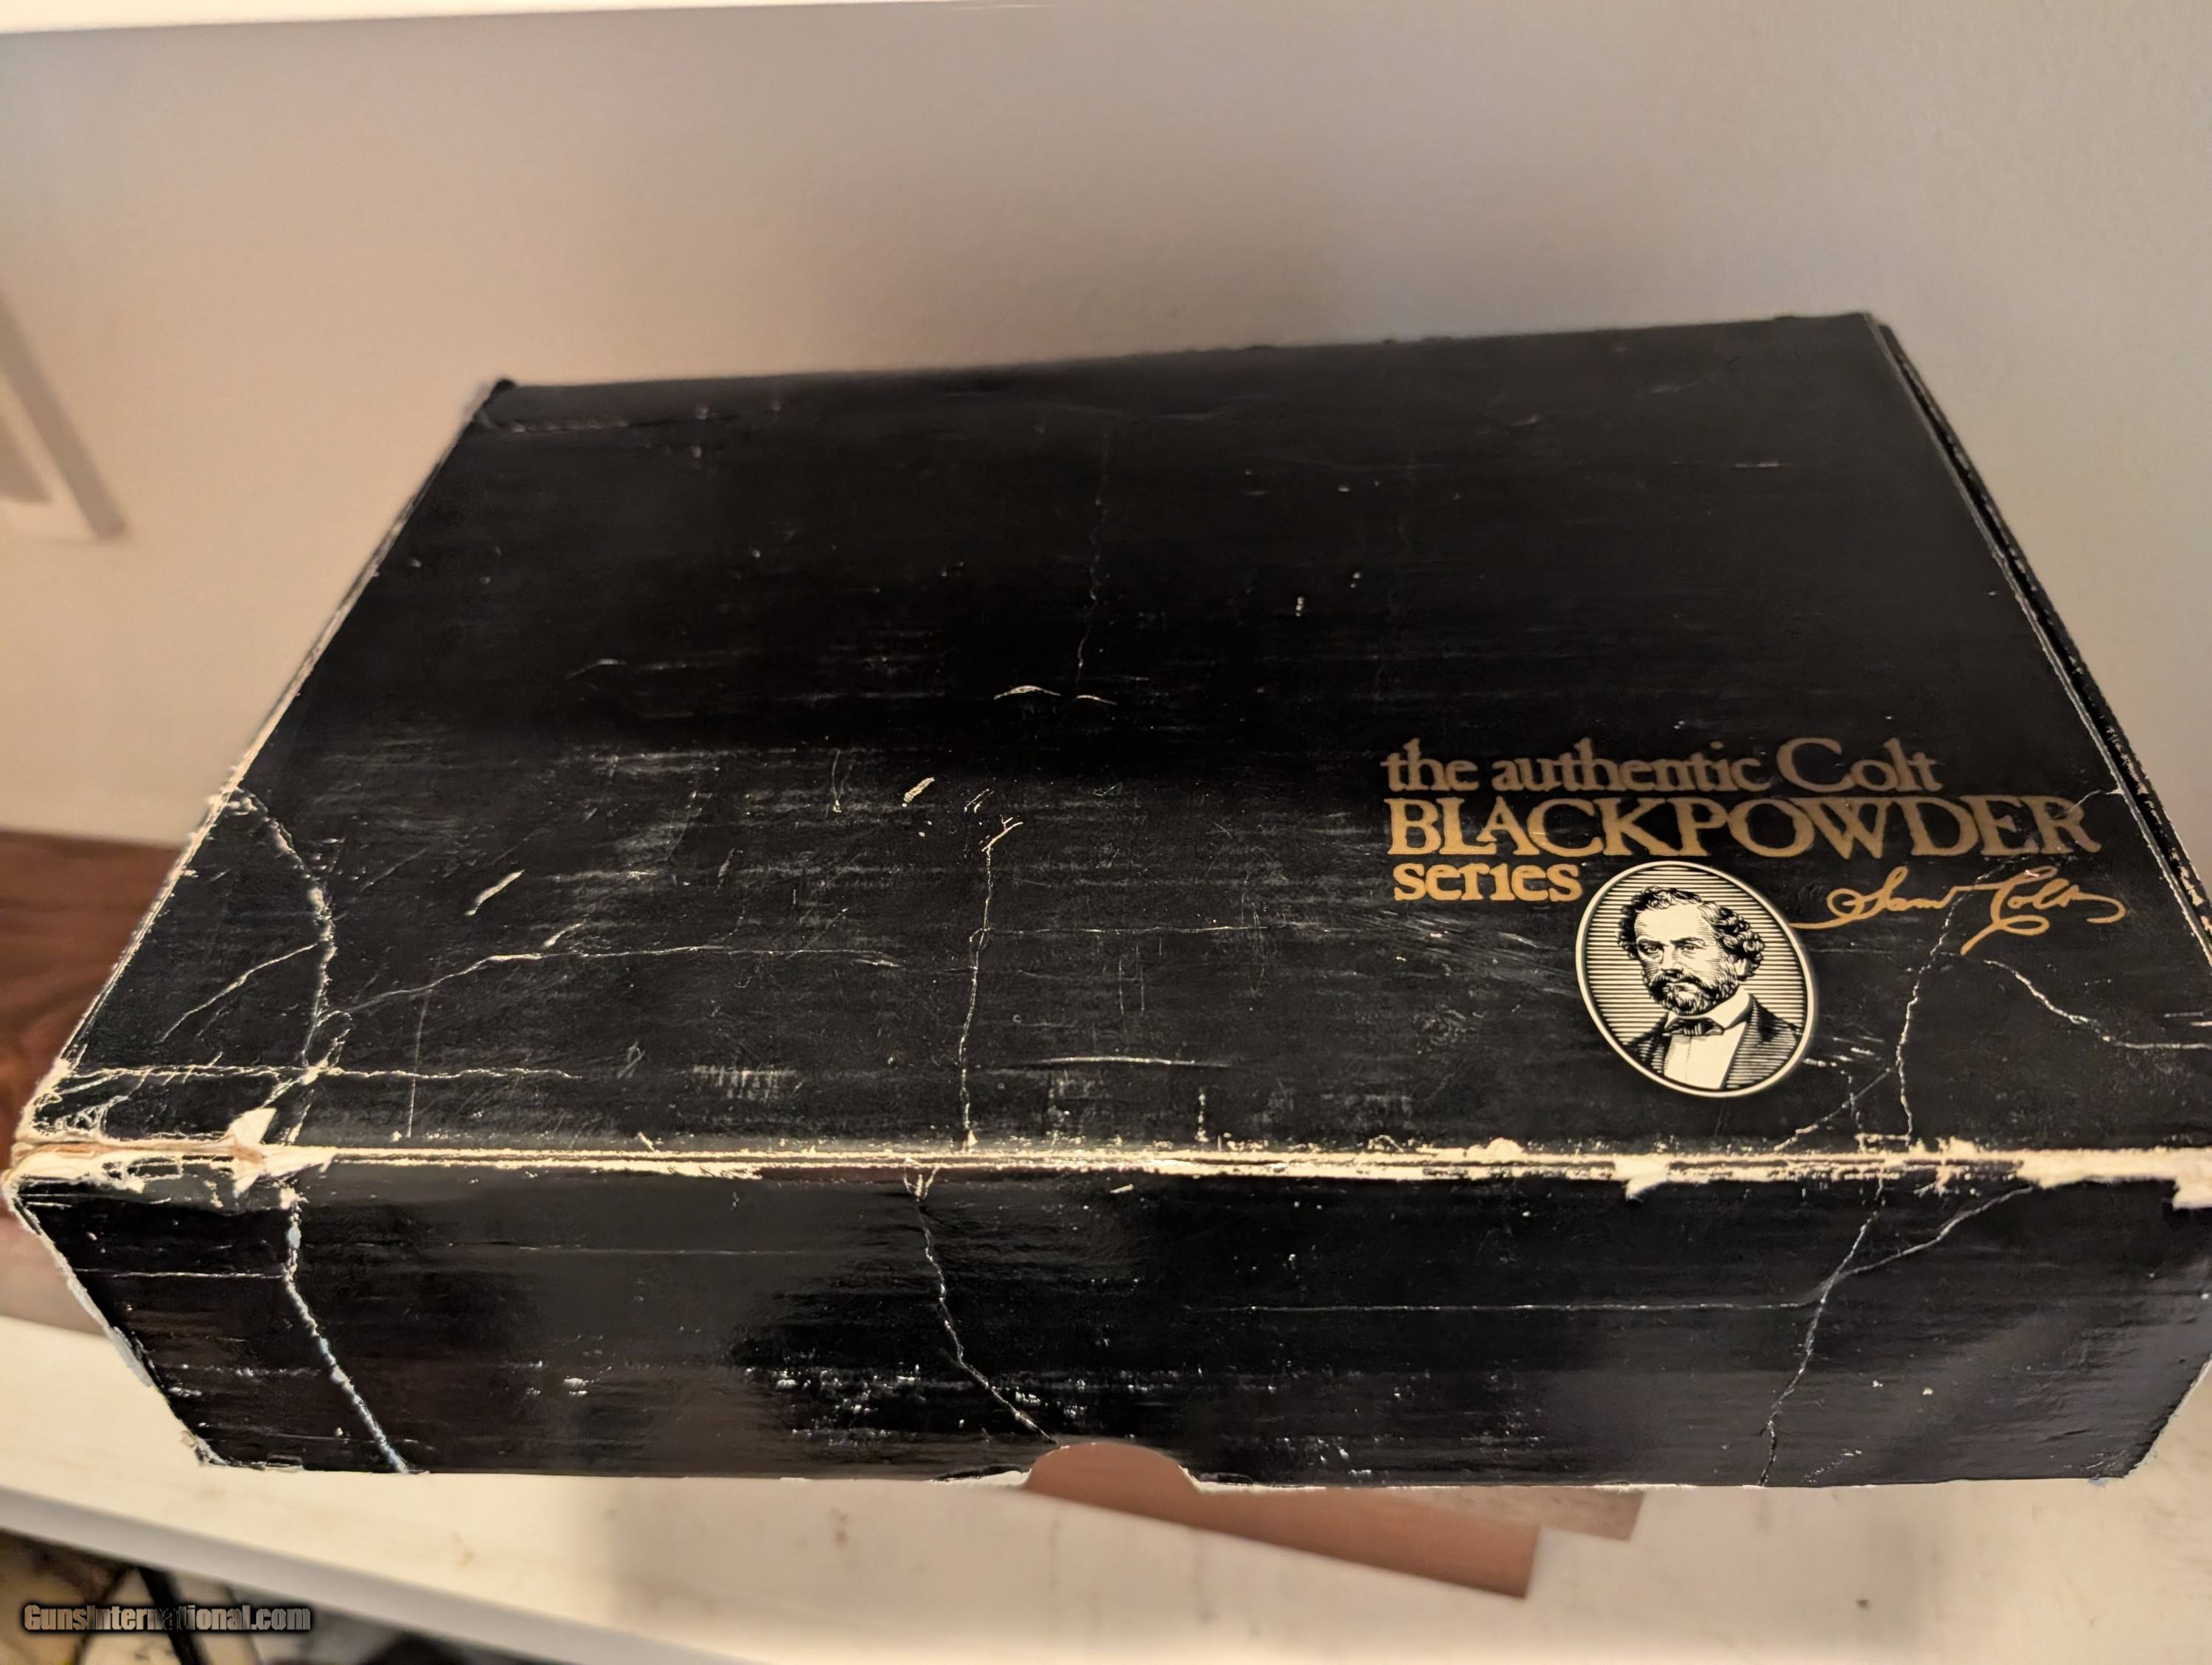 the authentic Colt
BLACKPOWDER
series
Sam Colt
GunsInternational.com